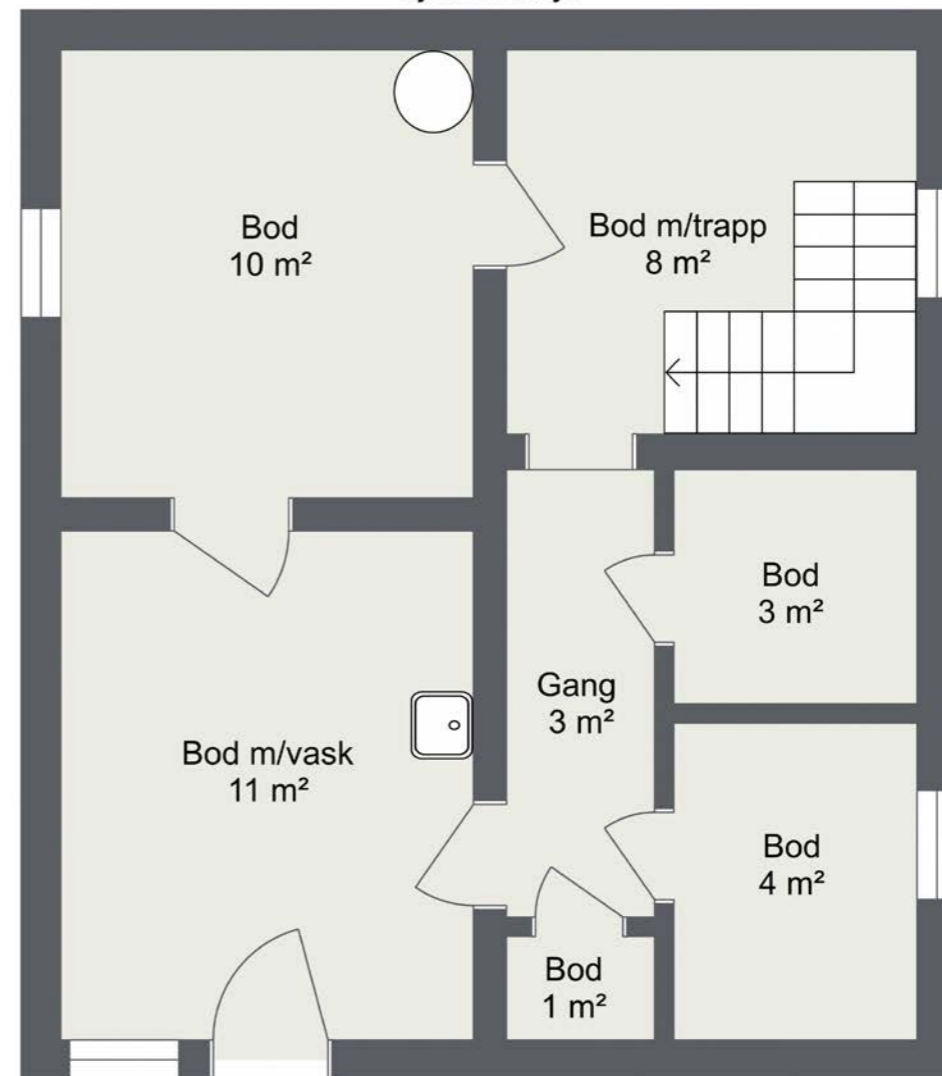 Bod
10 m²
Bod m/trapp
8 m²
Bod
3 m²
Gang
3 m²
Bod m/vask
11 m²
Bod
4 m²
Bod
1 m²